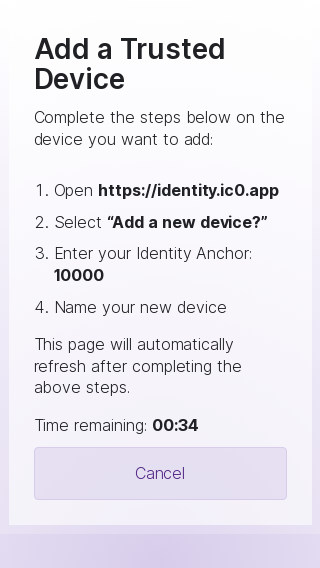 Add a Trusted
Device
Complete the steps below on the
device you want to add:
1. Open https://identity.ic0.app
2. Select “Add a new device?”
3. Enter your Identity Anchor:
10000
4. Name your new device
This page will automatically
refresh after completing the
above steps.
Time remaining: 00:34
Cancel